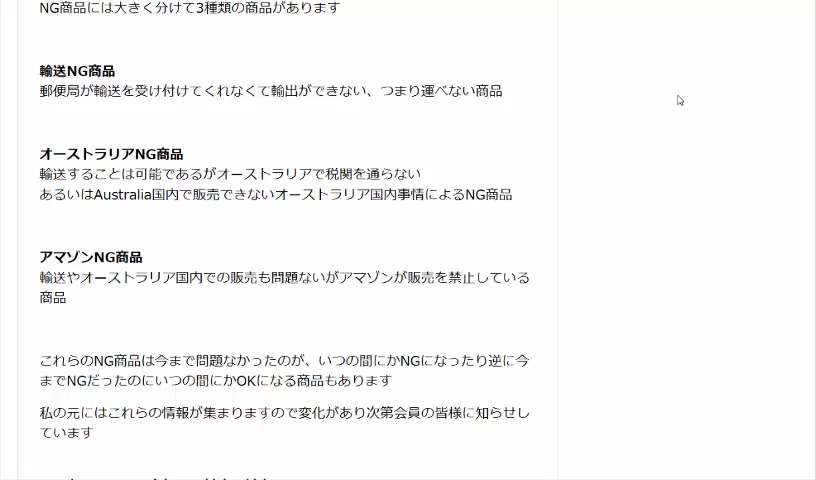 NG商品には大きく分けて3種類の商品があります
輸送NG商品
郵便局が輸送を受け付けてくれなくて輸出ができない、つまり運べない商品
オーストラリアNG商品
輸送することは可能であるがオーストラリアで税関を通らない
あるいはAustralia国内で販売できないオーストラリア国内事情によるNG商品
アマゾンNG商品
輸送やオーストラリア国内での販売も問題ないがアマゾンが販売を禁止している
商品
これらのNG商品は今まで問題なかったのが、いつの間にかNGになったり逆に今
までNGだったのにいつの間にかOKになる商品もあります
私の元にはこれらの情報が集まりますので変化があり次第会員の皆様に知らせし
ています